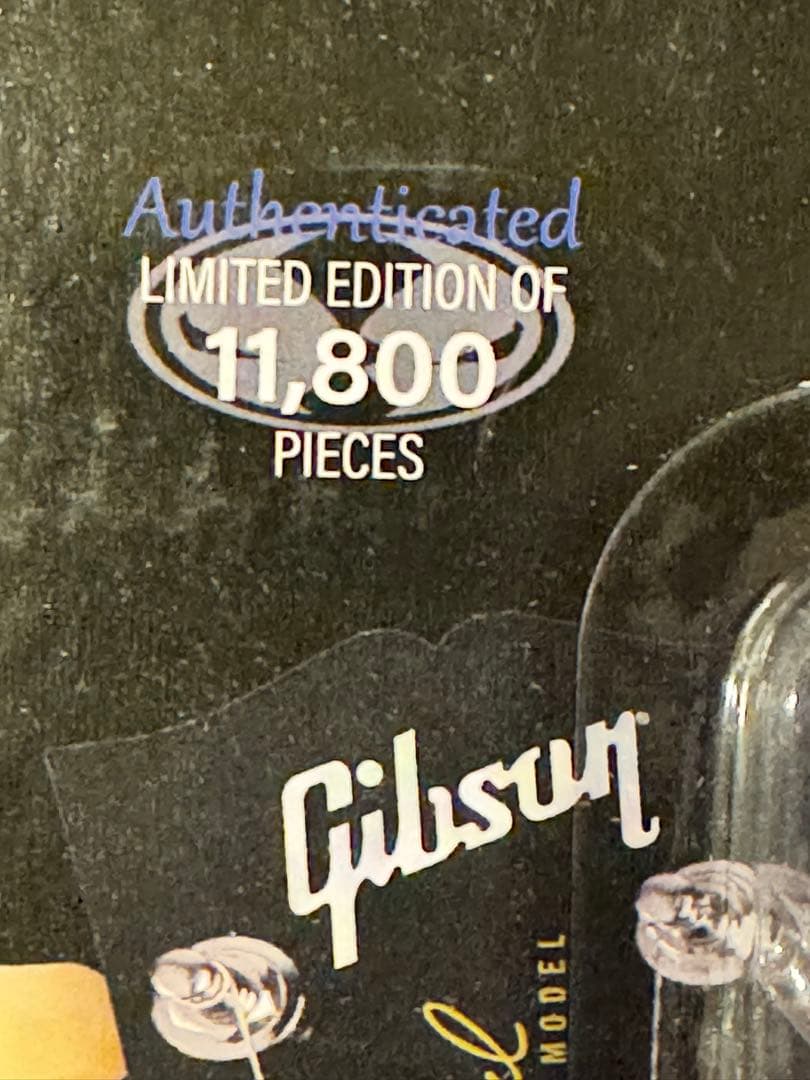 Authenticated
LIMITED EDITION OF
11,800
PIECES
Gibson
MODEL